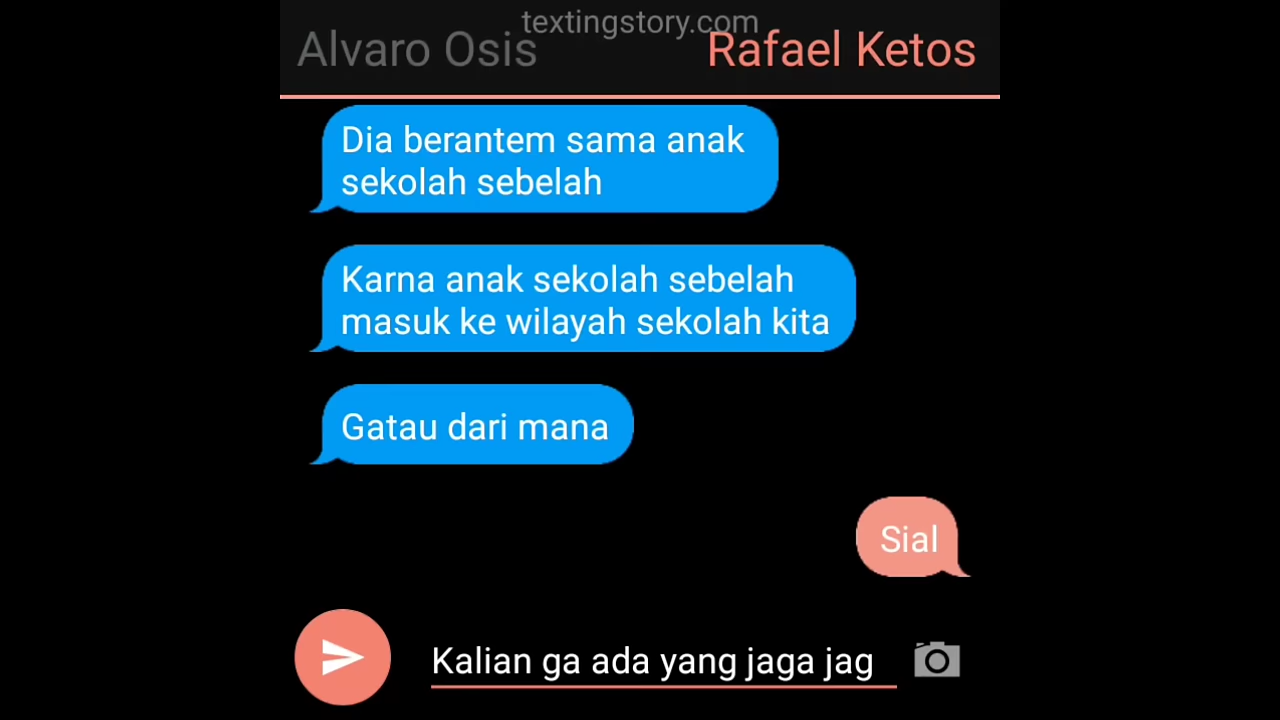 textingstory.com
Alvaro Osis
Rafael Ketos
Dia berantem sama anak
sekolah sebelah
Karna anak sekolah sebelah
masuk ke wilayah sekolah kita
Gatau dari mana
Sial
Kalian ga ada yang jaga jag